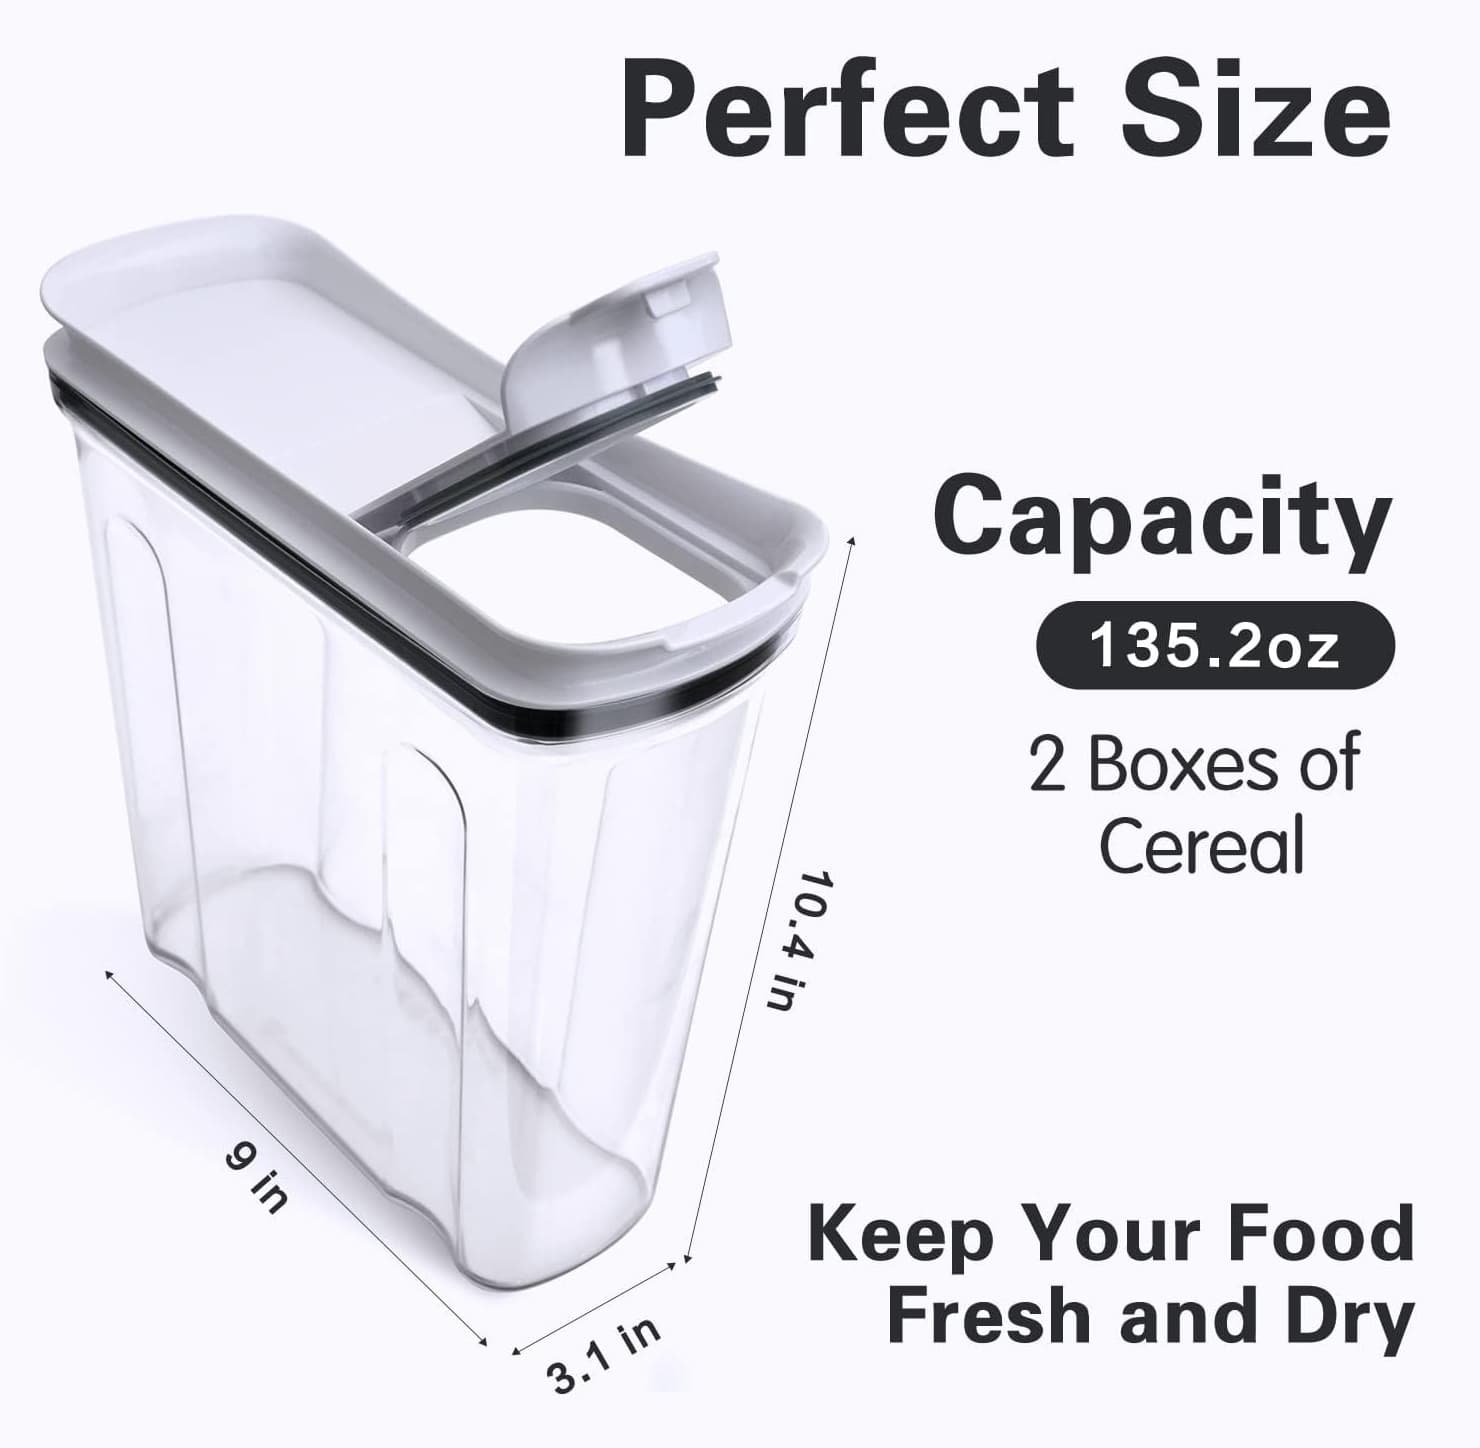 Perfect Size
Capacity
135.2oz
2 Boxes of
Cereal
10.4 in
9 in
3.1 in
Keep Your Food
Fresh and Dry